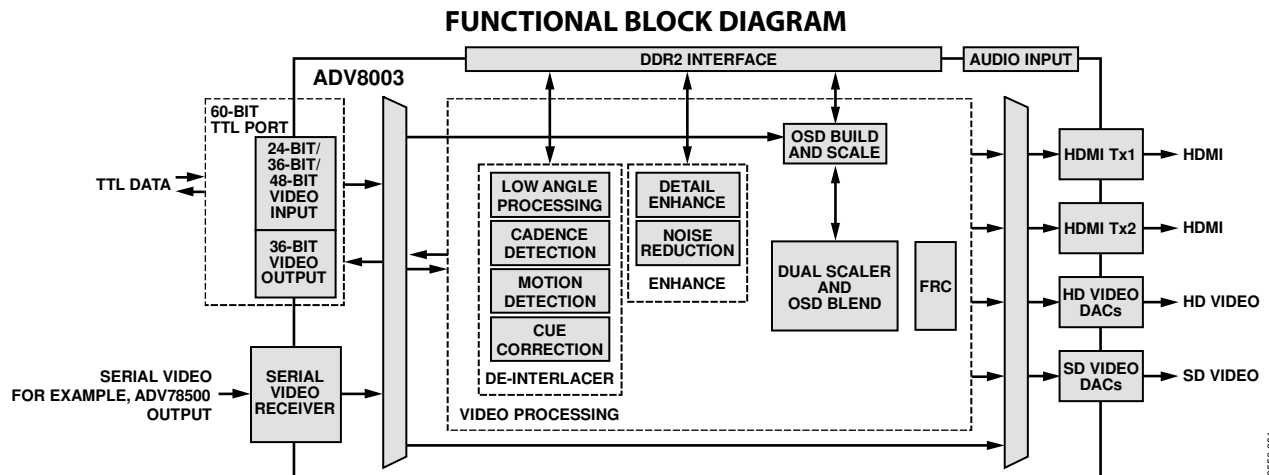 FUNCTIONAL BLOCK DIAGRAM
DDR2 INTERFACE
AUDIO INPUT
ADV8003
60-BIT
TTL PORT
24-BIT/
36-BIT/
48-BIT
VIDEO
INPUT
TTL DATA
36-BIT
VIDEO
OUTPUT
SERIAL VIDEO
FOR EXAMPLE, ADV78500
OUTPUT
SERIAL
VIDEO
RECEIVER
OSD BUILD
AND SCALE
LOW ANGLE
PROCESSING
CADENCE
DETECTION
MOTION
DETECTION
CUE
CORRECTION
DE-INTERLACER
DETAIL
ENHANCE
NOISE
REDUCTION
ENHANCE
DUAL SCALER
AND
OSD BLEND
FRC
VIDEO PROCESSING
HDMI Tx1
HDMI
HDMI Tx2
HDMI
HD VIDEO
DACs
HD VIDEO
SD VIDEO
DACs
SD VIDEO